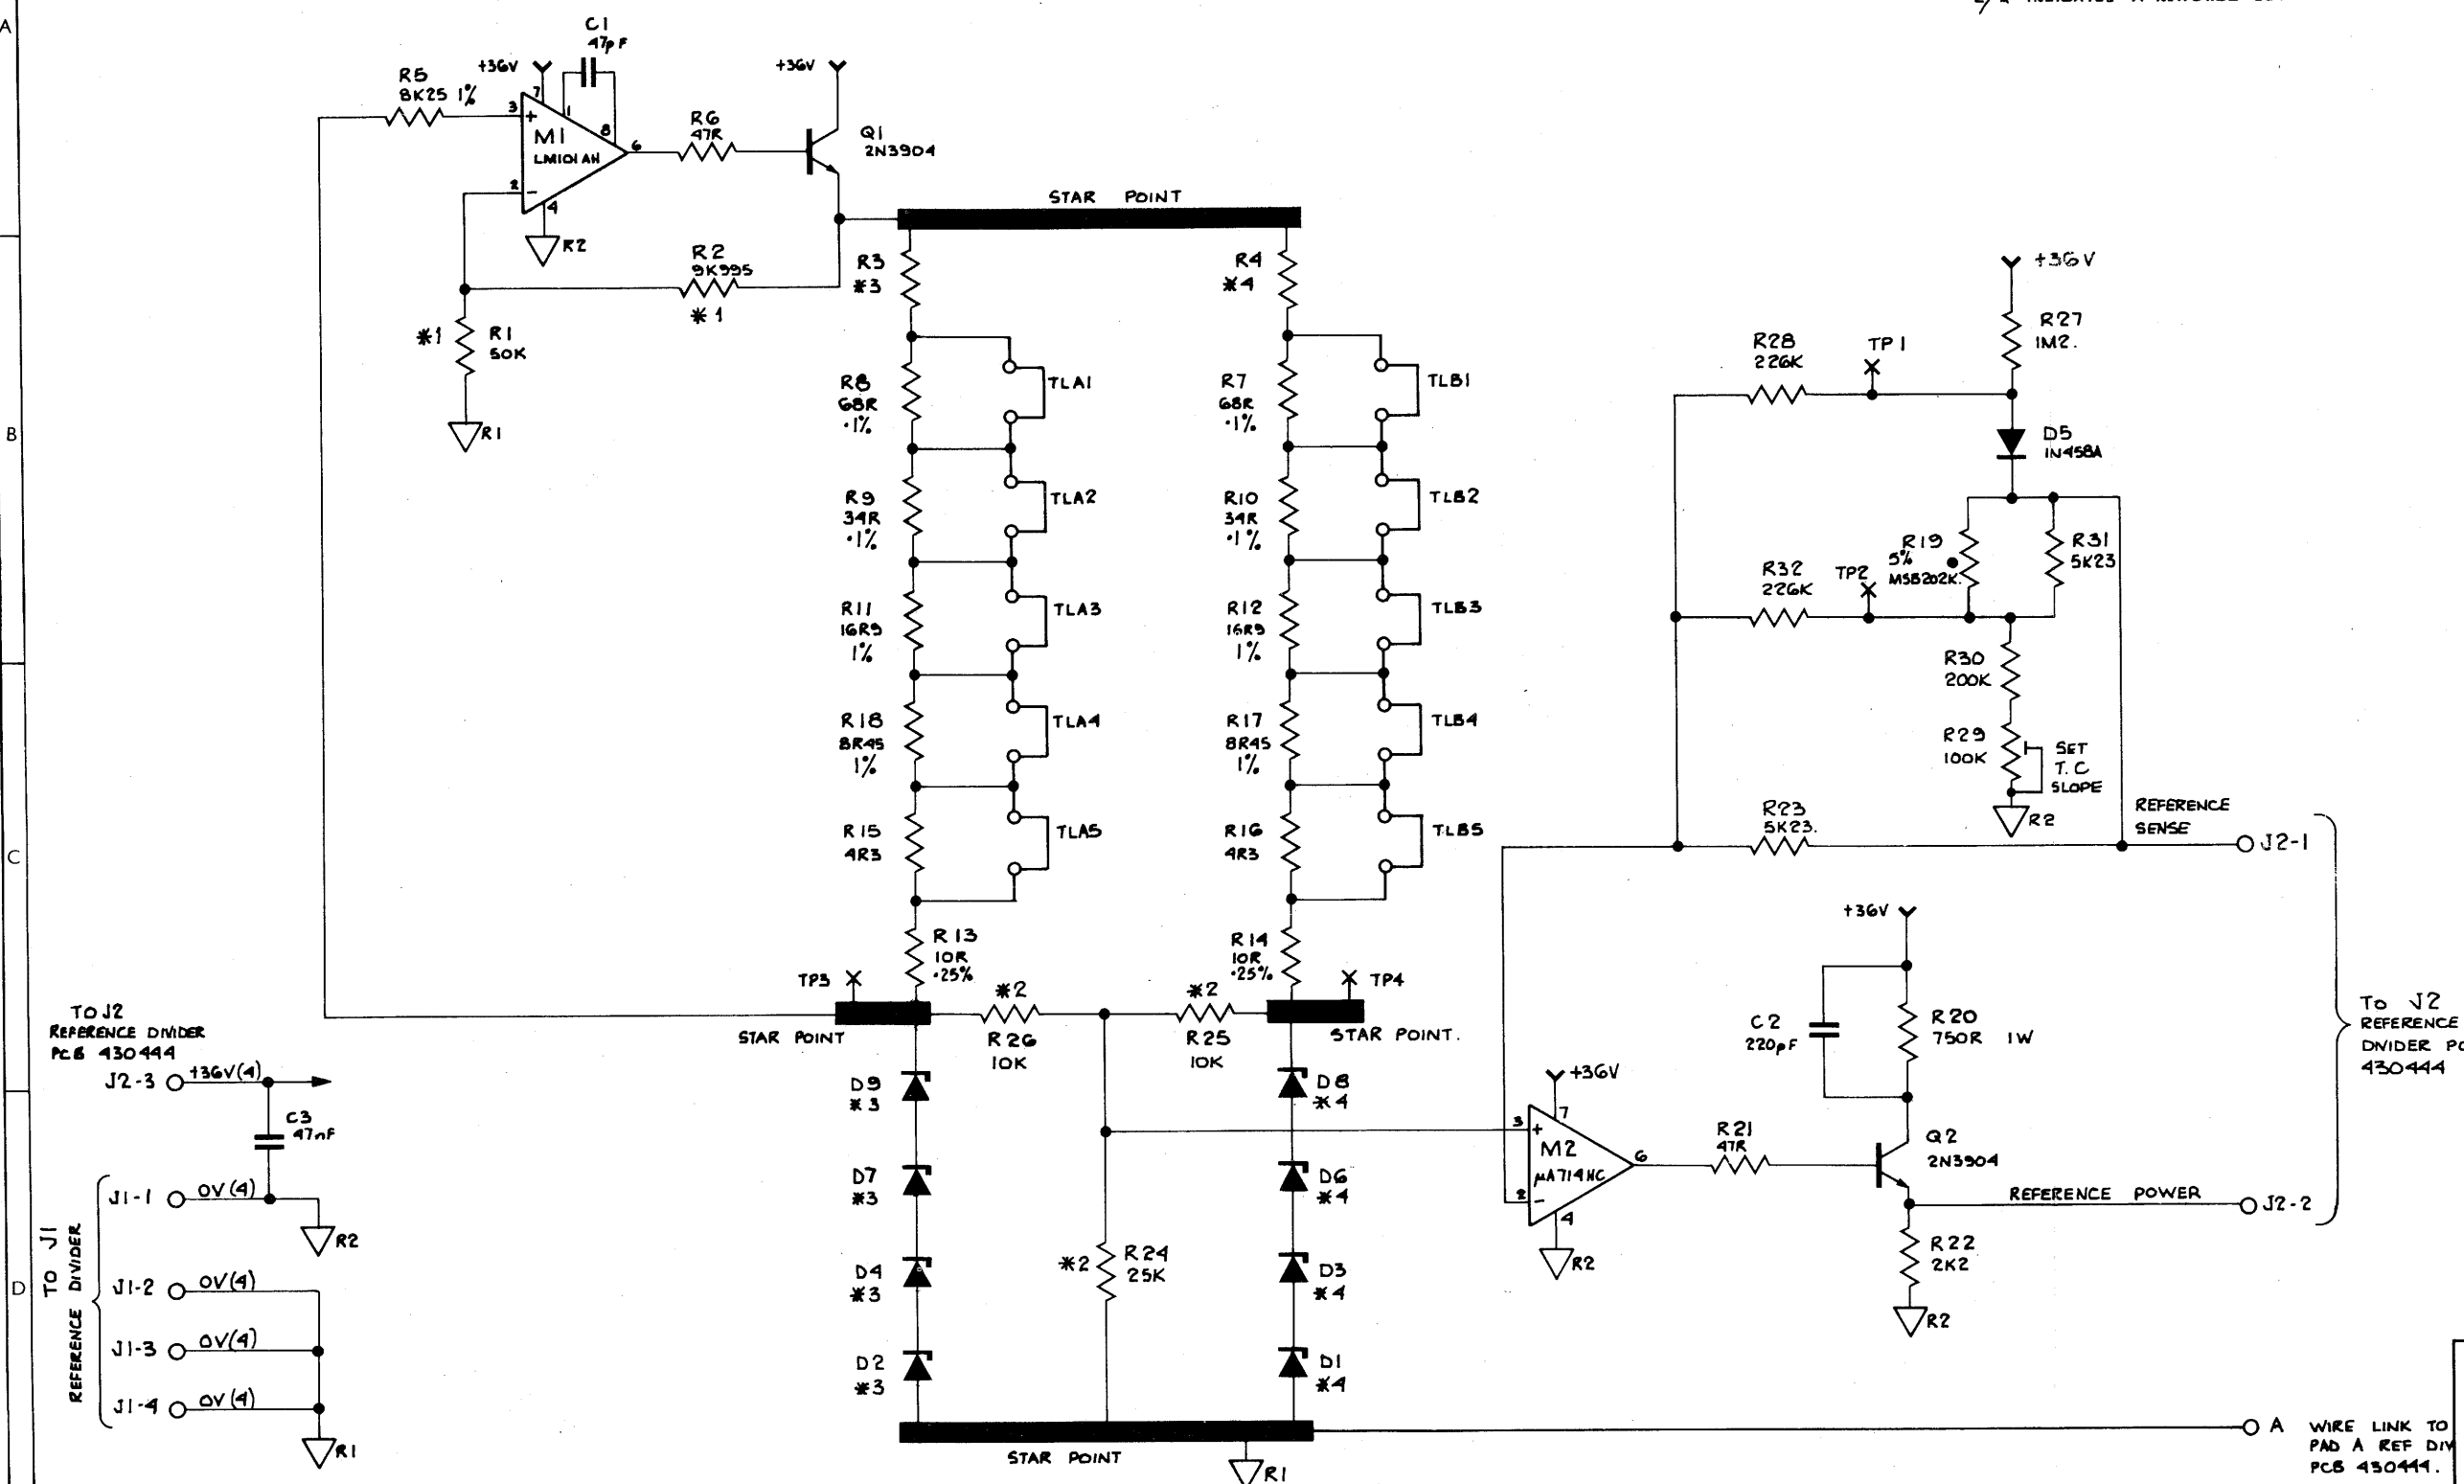 A
C1
47pF
+36V
+36V
R5
8K25 1%
3
+
7
1
8
M1
LM101AH
6
2
-
4
R2
R6
47R
Q1
2N3904
STAR POINT
R2
9K995
*1
*1
R1
50K
R1
R3
*3
R4
*4
B
R8
68R
.1%
TLA1
R7
68R
.1%
TLB1
R9
34R
.1%
TLA2
R10
34R
.1%
TLB2
R11
16R9
1%
TLA3
R12
16R9
1%
TLB3
R18
8R45
1%
TLA4
R17
8R45
1%
TLB4
R15
4R3
TLA5
R16
4R3
TLB5
R13
10R
.25%
R14
10R
.25%
TP3
TP4
STAR POINT
STAR POINT.
*2
R26
10K
*2
R25
10K
+36V
R27
1M2.
R28
226K
TP1
D5
1N458A
R19
5%
MSB202K.
R31
5K23
R32
226K
TP2
R30
200K
R29
100K
SET
T.C
SLOPE
R2
R23
5K23.
REFERENCE
SENSE
J2-1
C
TO J2
REFERENCE DIVIDER
PCB 430444
J2-3
+36V(4)
C3
47nF
TO J1
REFERENCE DIVIDER
J1-1
0V(4)
R2
J1-2
0V(4)
J1-3
0V(4)
J1-4
0V(4)
R1
D
D9
*3
D7
*3
D4
*3
D2
*3
*2
R24
25K
D8
*4
D6
*4
D3
*4
D1
*4
STAR POINT
R1
+36V
7
3
+
M2
μA714HC
6
2
-
4
R2
R21
47R
+36V
C2
220pF
R20
750R 1W
Q2
2N3904
REFERENCE POWER
J2-2
R22
2K2
R2
TO J2
REFERENCE
430444
A
WIRE LINK TO
PAD A REF
PCB 430444.